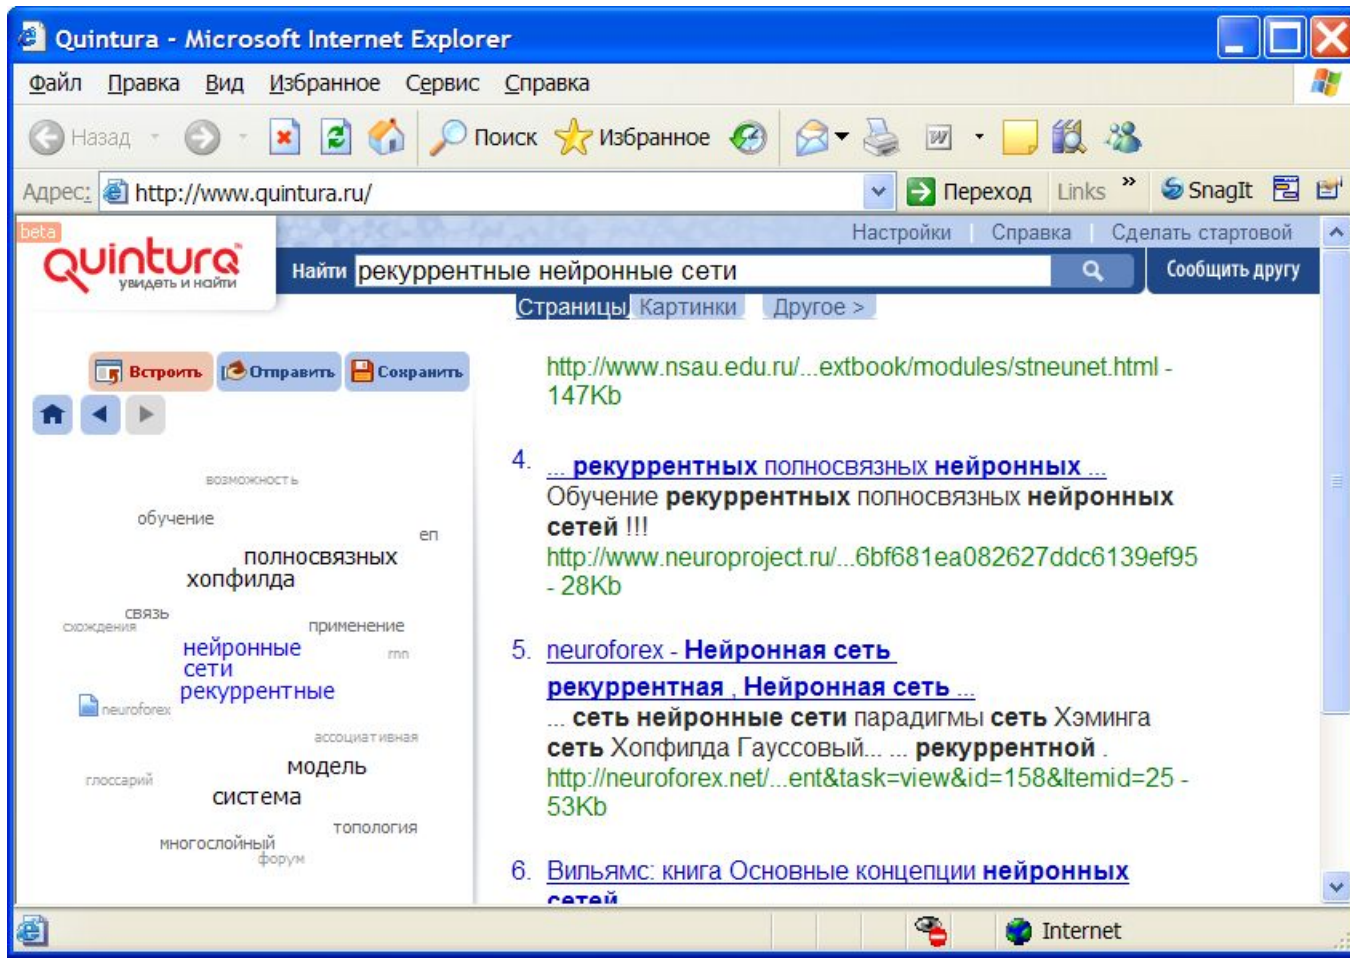 Quintura - Microsoft Internet Explorer
Файл Правка Вид Избранное Сервис Справка
Назад Поиск Избранное
Адрес: http://www.quintura.ru/ Переход Links » SnagIt
beta
Настройки Справка Сделать стартовой
Quintura™
увидеть и найти
Найти рекуррентные нейронные сети Сообщить другу
Страницы Картинки Другое >
Встроить Отправить Сохранить
возможность
обучение
еп
полносвязных
хопфилда
связь
схождения
применение
нейронные
rnn
сети
рекуррентные
neuroforex
ассоциативная
модель
глоссарий
система
топология
многослойный
форум
http://www.nsau.edu.ru/...extbook/modules/stneunet.html -
147Kb
4. ... рекуррентных полносвязных нейронных ...
Обучение рекуррентных полносвязных нейронных
сетей !!!
http://www.neuroproject.ru/...6bf681ea082627ddc6139ef95
- 28Kb
5. neuroforex - Нейронная сеть
рекуррентная , Нейронная сеть ...
... сеть нейронные сети парадигмы сеть Хэминга
сеть Хопфилда Гауссовый... ... рекуррентной .
http://neuroforex.net/...ent&task=view&id=158&Itemid=25 -
53Kb
6. Вильямс: книга Основные концепции нейронных
сетей
Internet